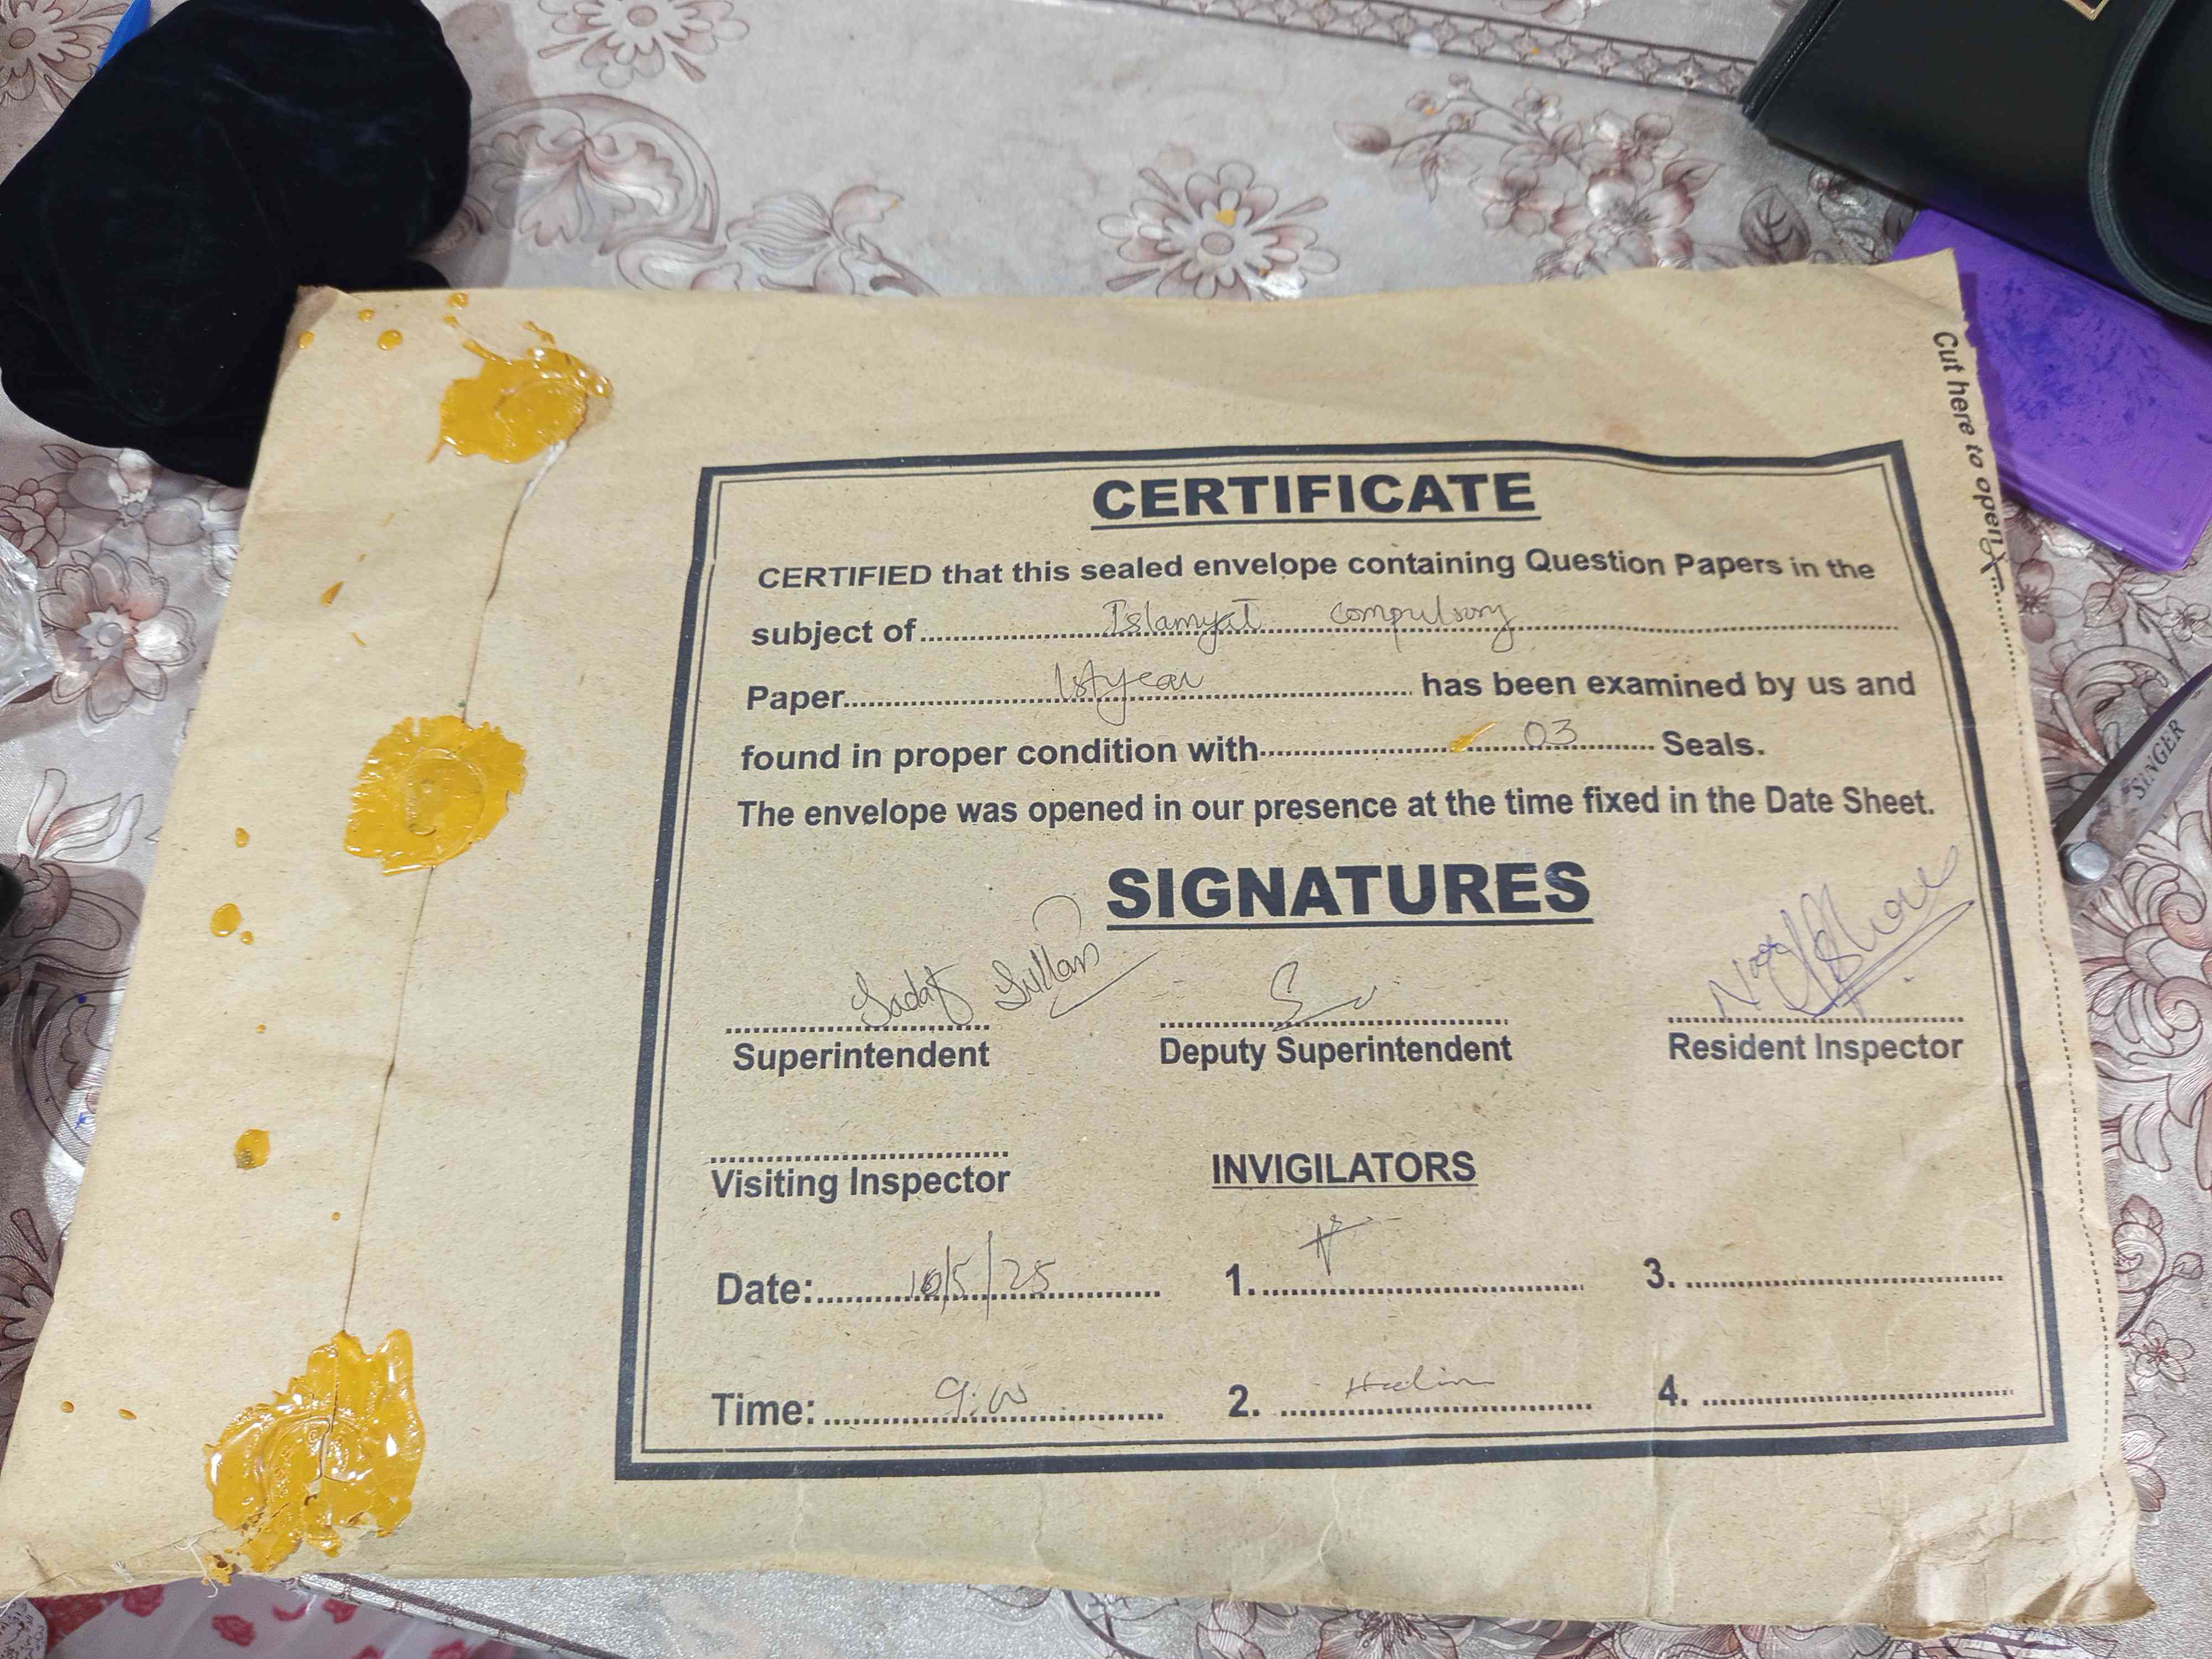 Cut here to open
CERTIFICATE
CERTIFIED that this sealed envelope containing Question Papers in the
subject of Islamyat Compulsory
Paper 1st year has been examined by us and
found in proper condition with 03 Seals.
The envelope was opened in our presence at the time fixed in the Date Sheet.
SIGNATURES
Sadaf
Superintendent Deputy Superintendent Resident Inspector
Visiting Inspector INVIGILATORS
Date: 10/5/25 1. 3.
Time: 9:00 2. 4.
SINGER